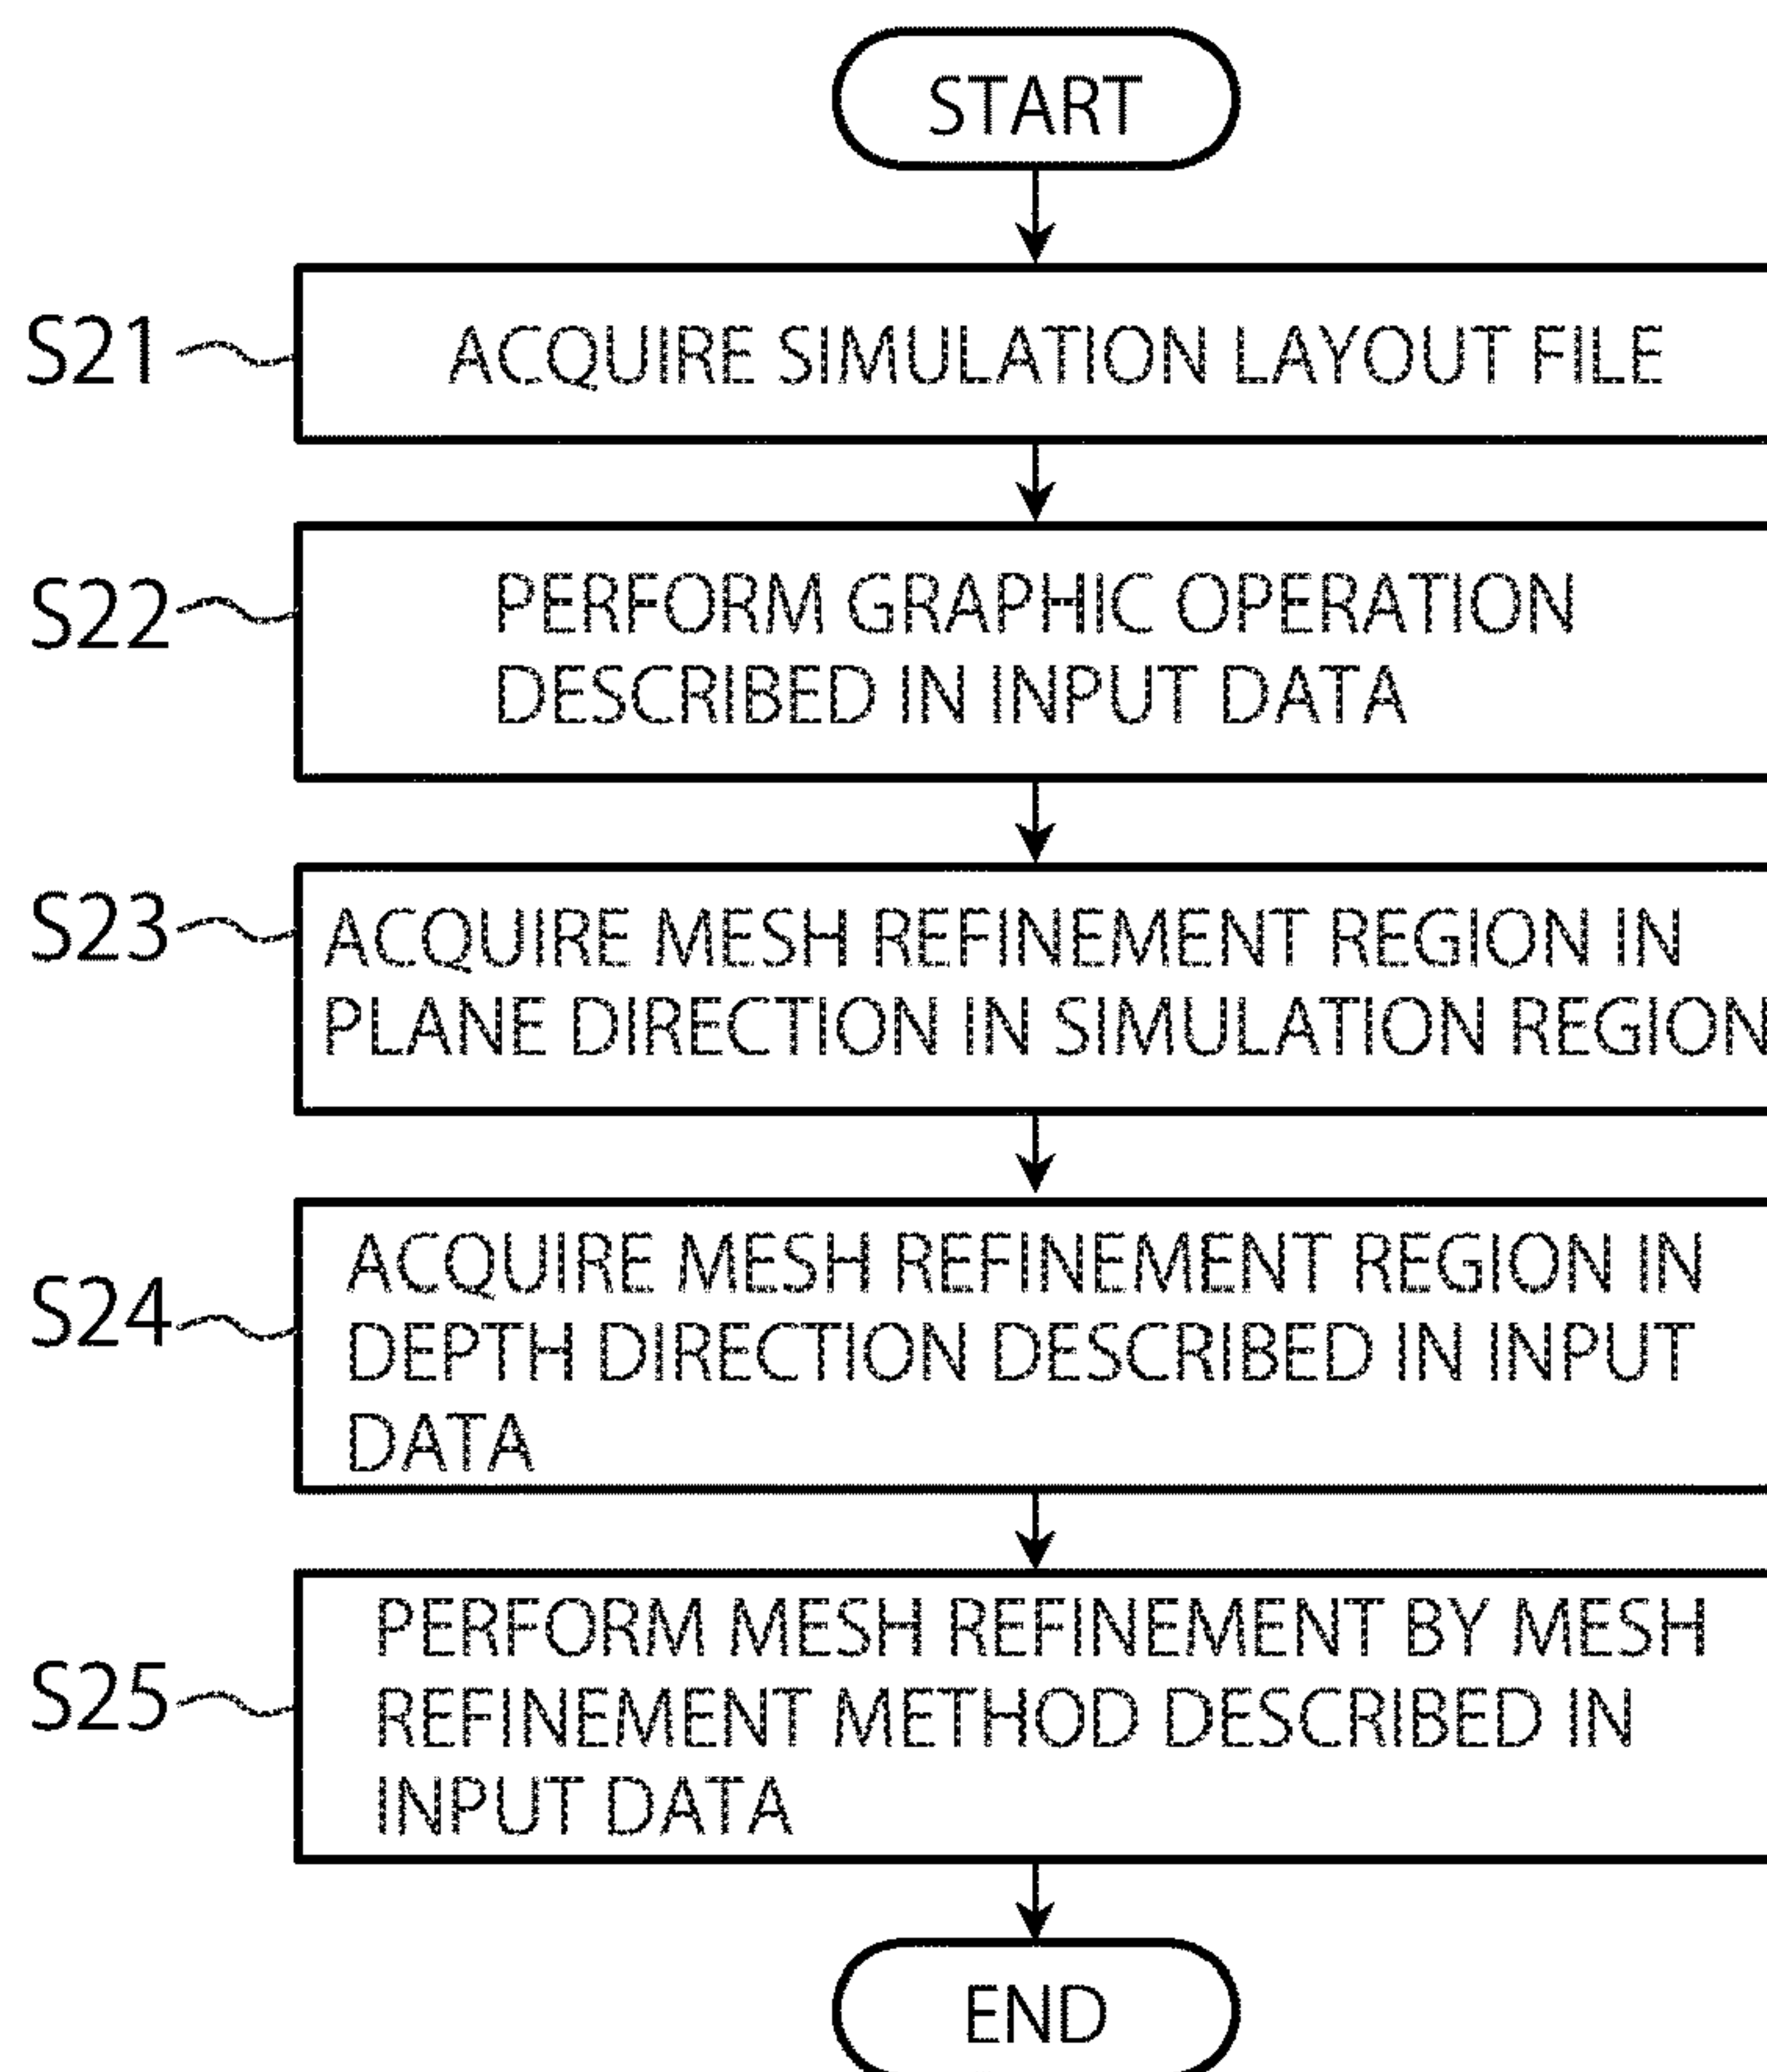 START
S21
ACQUIRE SIMULATION LAYOUT FILE
S22
PERFORM GRAPHIC OPERATION
DESCRIBED IN INPUT DATA
S23
ACQUIRE MESH REFINEMENT REGION IN
PLANE DIRECTION IN SIMULATION REGION
S24
ACQUIRE MESH REFINEMENT REGION IN
DEPTH DIRECTION DESCRIBED IN INPUT
DATA
S25
PERFORM MESH REFINEMENT BY MESH
REFINEMENT METHOD DESCRIBED IN
INPUT DATA
END